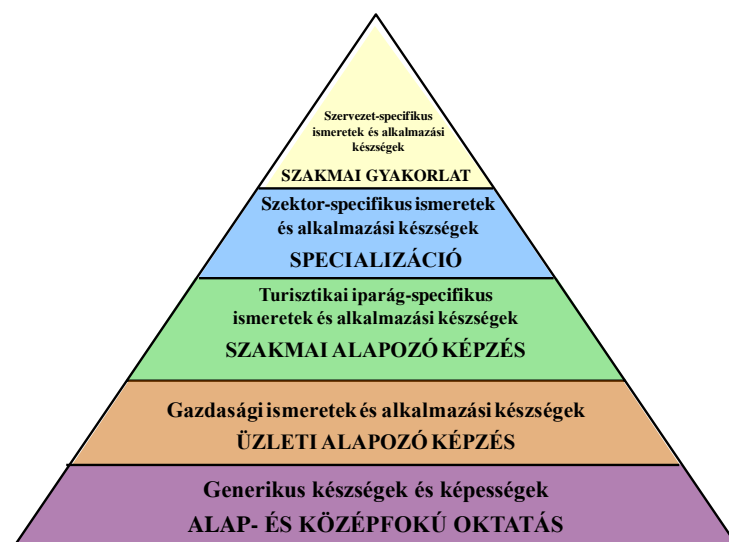 Szervezet-specifikus
ismeretek és alkalmazási
készségek
SZAKMAI GYAKORLAT
Szektor-specifikus ismeretek
és alkalmazási készségek
SPECIALIZÁCIÓ
Turisztikai iparág-specifikus
ismeretek és alkalmazási készségek
SZAKMAI ALAPOZÓ KÉPZÉS
Gazdasági ismeretek és alkalmazási készségek
ÜZLETI ALAPOZÓ KÉPZÉS
Generikus készségek és képességek
ALAP- ÉS KÖZÉPFOKÚ OKTATÁS